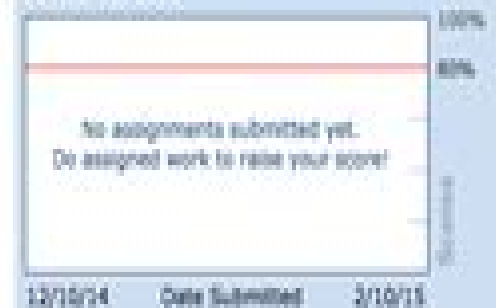 100%
80%
No assignments submitted yet.
Do assigned work to raise your score!
12/10/14 Date Submitted 2/10/15